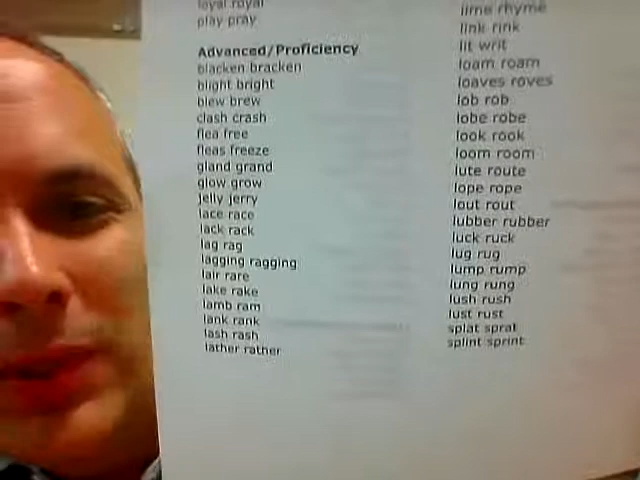 loyal royal
play pray
Advanced/Proficiency
blacken bracken
blight bright
blew brew
clash crash
flea free
fleas freeze
gland grand
glow grow
jelly jerry
lace race
lack rack
lag rag
lagging ragging
lair rare
lake rake
lamb ram
lank rank
lash rash
lather rather
lime rhyme
link rink
lit writ
loam roam
loaves roves
lob rob
lobe robe
look rook
loom room
lute route
lope rope
lout rout
lubber rubber
luck ruck
lug rug
lump rump
lung rung
lush rush
lust rust
splat sprat
splint sprint